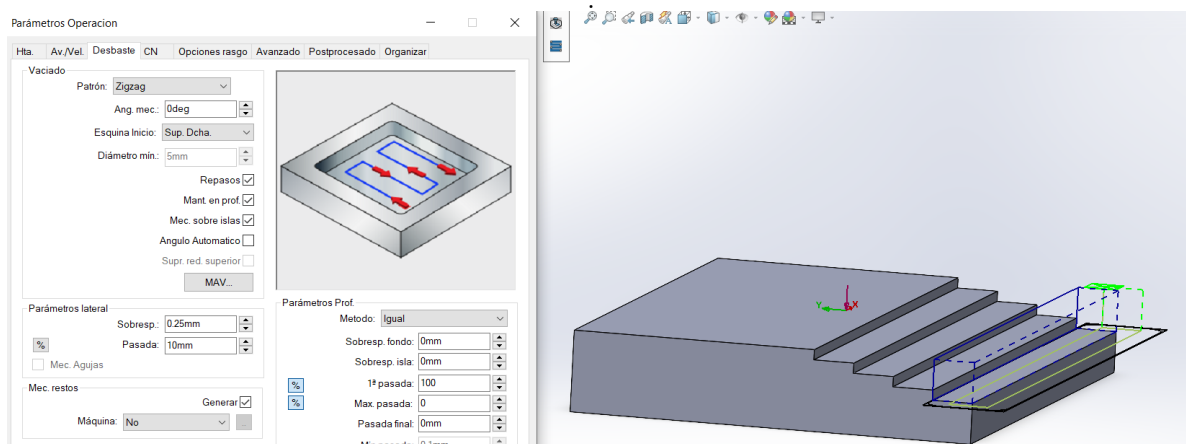 Parámetros Operacion
Hta. Av./Vel. Desbaste CN Opciones rasgo Avanzado Postprocesado Organizar
Vaciado
Patrón: Zigzag
Ang. mec.: 0deg
Esquina Inicio: Sup. Dcha.
Diámetro mín.: 5mm
Repasos
Mant. en prof.
Mec. sobre islas
Angulo Automatico
Supr. red. superior
MAV...
Parámetros lateral
Sobresp.: 0.25mm
% Pasada: 10mm
Mec. Agujas
Mec. restos
Generar
Máquina: No ...
Parámetros Prof.
Metodo: Igual
Sobresp. fondo: 0mm
Sobresp. isla: 0mm
% 1ª pasada: 100
% Max. pasada: 0
Pasada final: 0mm
Y X